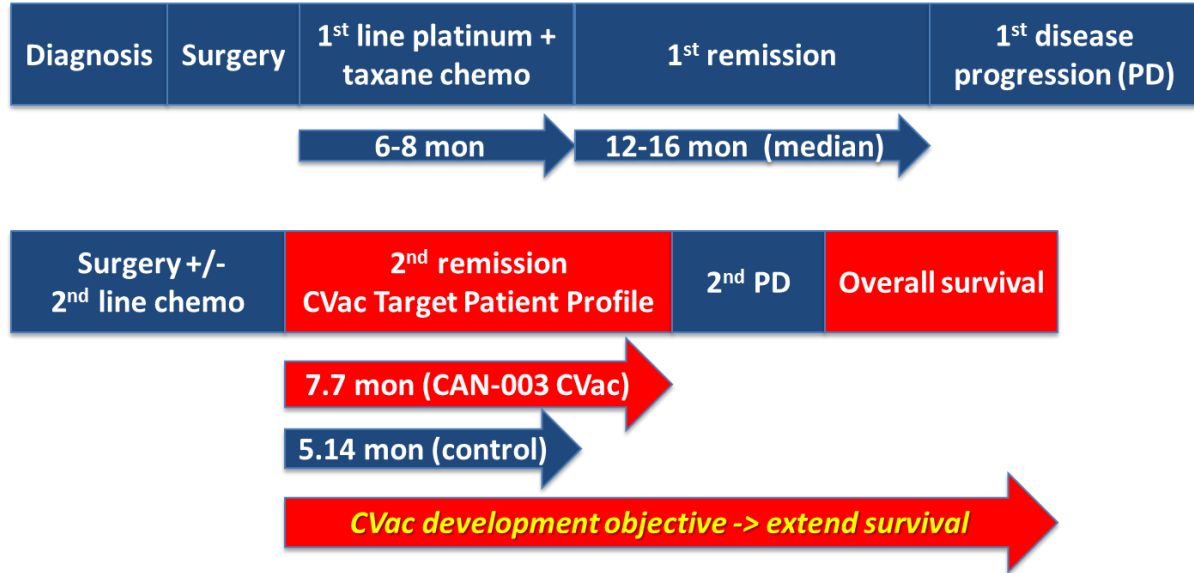 Diagnosis
Surgery
1st line platinum +
taxane chemo
1st remission
1st disease
progression (PD)
6-8 mon
12-16 mon (median)
Surgery +/-
2nd line chemo
2nd remission
CVac Target Patient Profile
2nd PD
Overall survival
7.7 mon (CAN-003 CVac)
5.14 mon (control)
CVac development objective -> extend survival